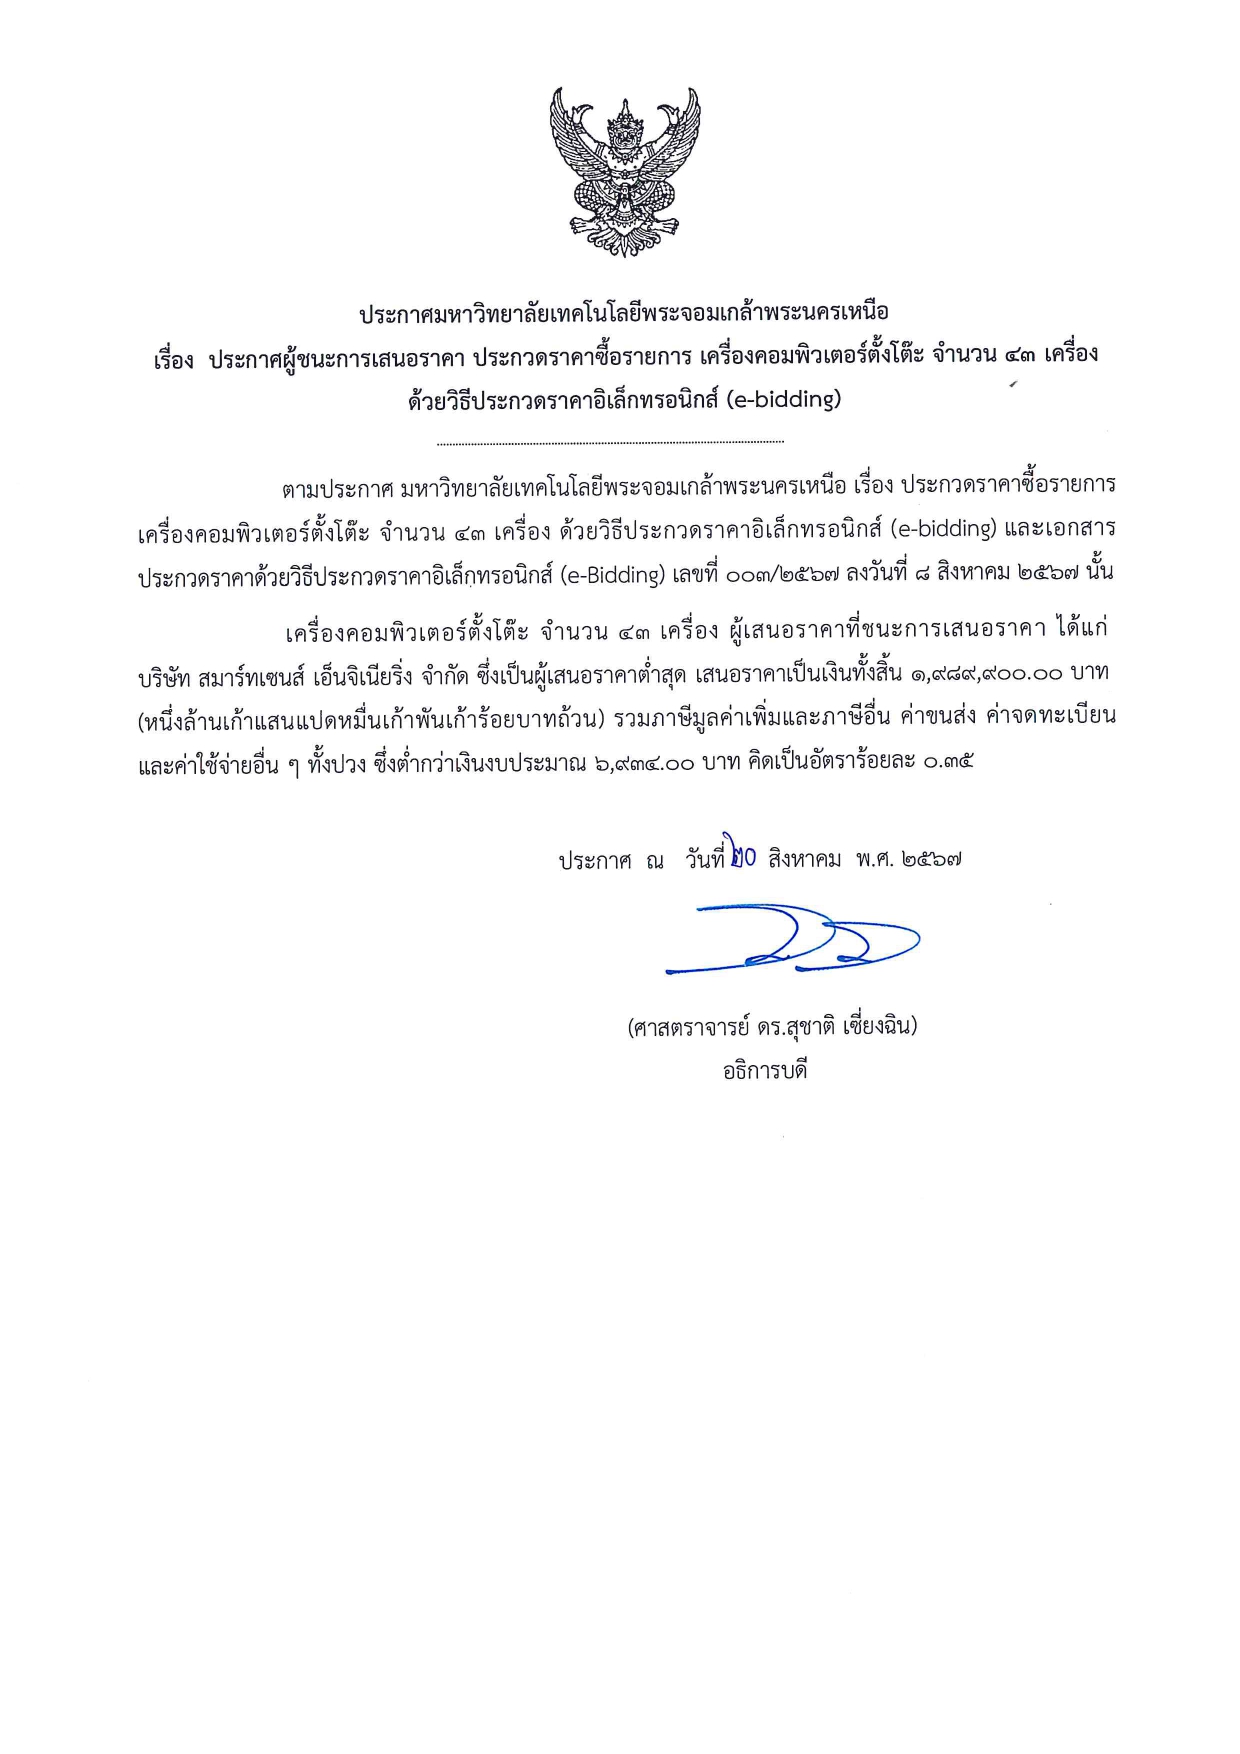 ประกาศมหาวิทยาลัยเทคโนโลยีพระจอมเกล้าพระนครเหนือ
เรื่อง ประกาศผู้ชนะการเสนอราคา ประกวดราคาซื้อรายการ เครื่องคอมพิวเตอร์ตั้งโต๊ะ จำนวน ๔๓ เครื่อง
ด้วยวิธีประกวดราคาอิเล็กทรอนิกส์ (e-bidding)
ตามประกาศ มหาวิทยาลัยเทคโนโลยีพระจอมเกล้าพระนครเหนือ เรื่อง ประกวดราคาซื้อรายการ
เครื่องคอมพิวเตอร์ตั้งโต๊ะ จำนวน ๔๓ เครื่อง ด้วยวิธีประกวดราคาอิเล็กทรอนิกส์ (e-bidding) และเอกสาร
ประกวดราคาด้วยวิธีประกวดราคาอิเล็กทรอนิกส์ (e-Bidding) เลขที่ ๐๐๓/๒๕๖๗ ลงวันที่ ๘ สิงหาคม ๒๕๖๗ นั้น
เครื่องคอมพิวเตอร์ตั้งโต๊ะ จำนวน ๔๓ เครื่อง ผู้เสนอราคาที่ชนะการเสนอราคา ได้แก่
บริษัท สมาร์ทเซนส์ เอ็นจิเนียริ่ง จำกัด ซึ่งเป็นผู้เสนอราคาต่ำสุด เสนอราคาเป็นเงินทั้งสิ้น ๑,๙๘๙,๙๐๐.๐๐ บาท
(หนึ่งล้านเก้าแสนแปดหมื่นเก้าพันเก้าร้อยบาทถ้วน) รวมภาษีมูลค่าเพิ่มและภาษีอื่น ค่าขนส่ง ค่าจดทะเบียน
และค่าใช้จ่ายอื่น ๆ ทั้งปวง ซึ่งต่ำกว่าเงินงบประมาณ ๖,๙๓๔.๐๐ บาท คิดเป็นอัตราร้อยละ ๐.๓๕
ประกาศ ณ วันที่ ๒๐ สิงหาคม พ.ศ. ๒๕๖๗
(ศาสตราจารย์ ดร.สุชาติ เซี่ยงฉิน)
อธิการบดี